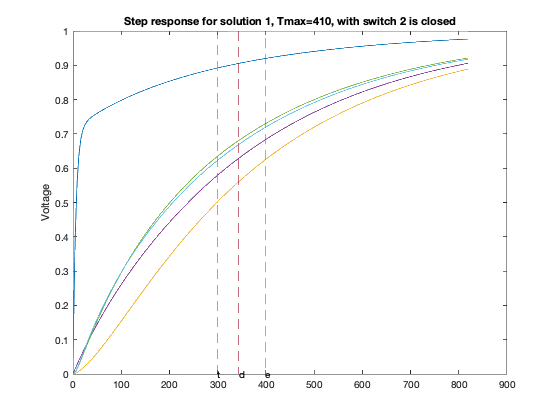 Step response for solution 1, Tmax=410, with switch 2 is closed
1
0.9
0.8
0.7
0.6
0.5
0.4
0.3
0.2
0.1
0
Voltage
t d e
0 100 200 300 400 500 600 700 800 900